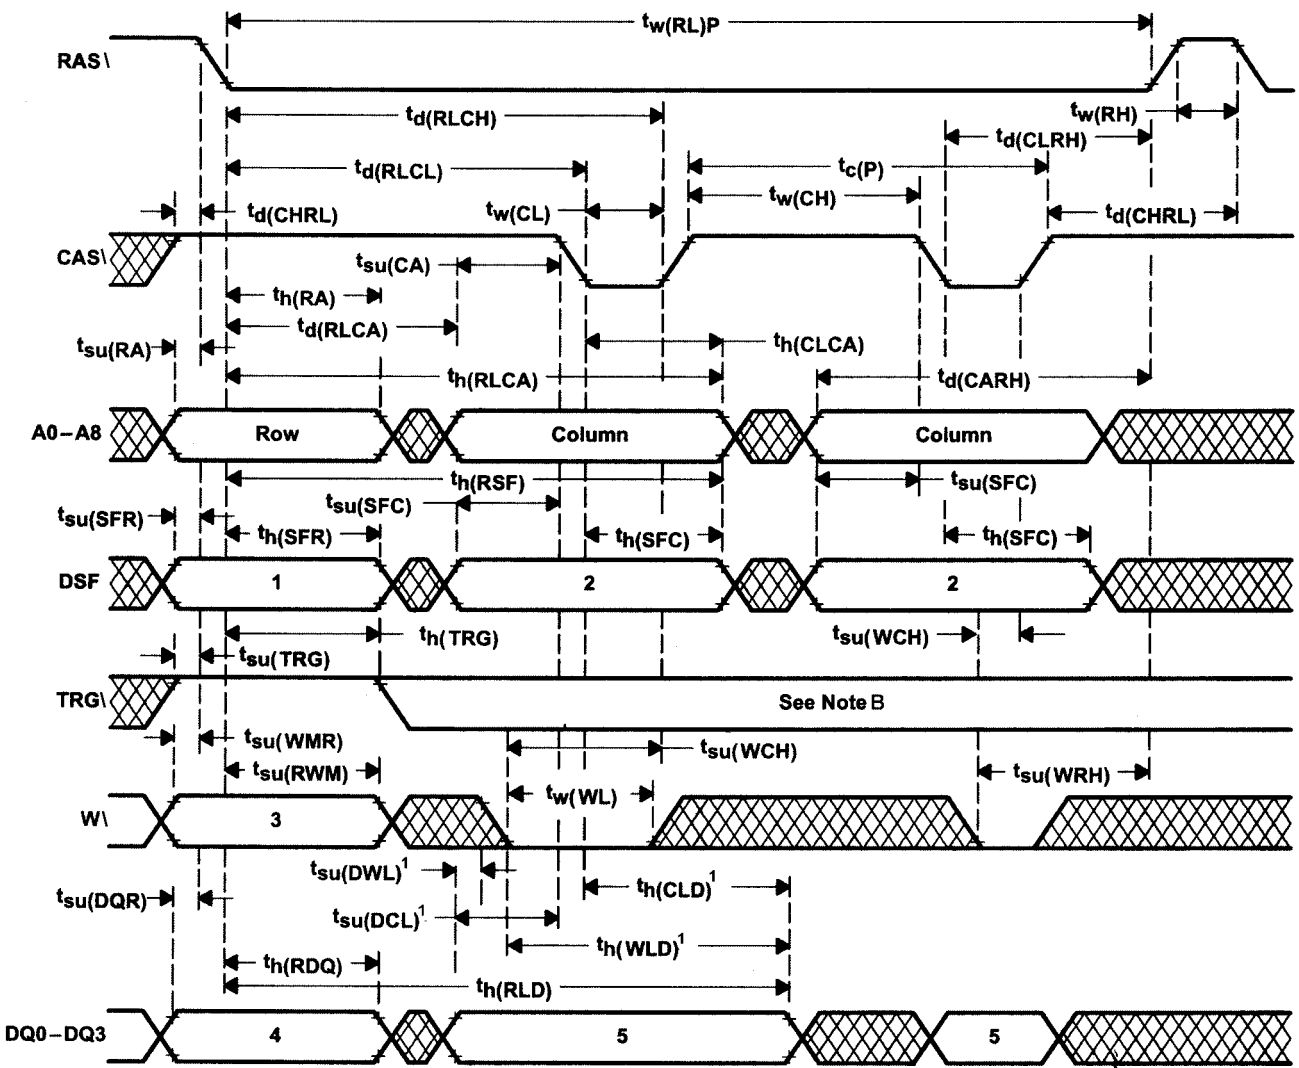 tw(RL)P
RAS\
td(RLCH)
tw(RH)
td(CLRH)
td(RLCL)
tc(P)
tw(CH)
td(CHRL)
tw(CL)
td(CHRL)
CAS\
tsu(CA)
th(RA)
td(RLCA)
tsu(RA)
th(CLCA)
th(RLCA)
td(CARH)
A0–A8
Row
Column
Column
th(RSF)
tsu(SFC)
tsu(SFC)
tsu(SFR)
th(SFR)
th(SFC)
th(SFC)
DSF
1
2
2
th(TRG)
tsu(WCH)
tsu(TRG)
TRG\
See Note B
tsu(WMR)
tsu(WCH)
tsu(RWM)
tw(WL)
tsu(WRH)
W\
3
tsu(DWL)1
th(CLD)1
tsu(DQR)
tsu(DCL)1
th(WLD)1
th(RDQ)
th(RLD)
DQ0–DQ3
4
5
5